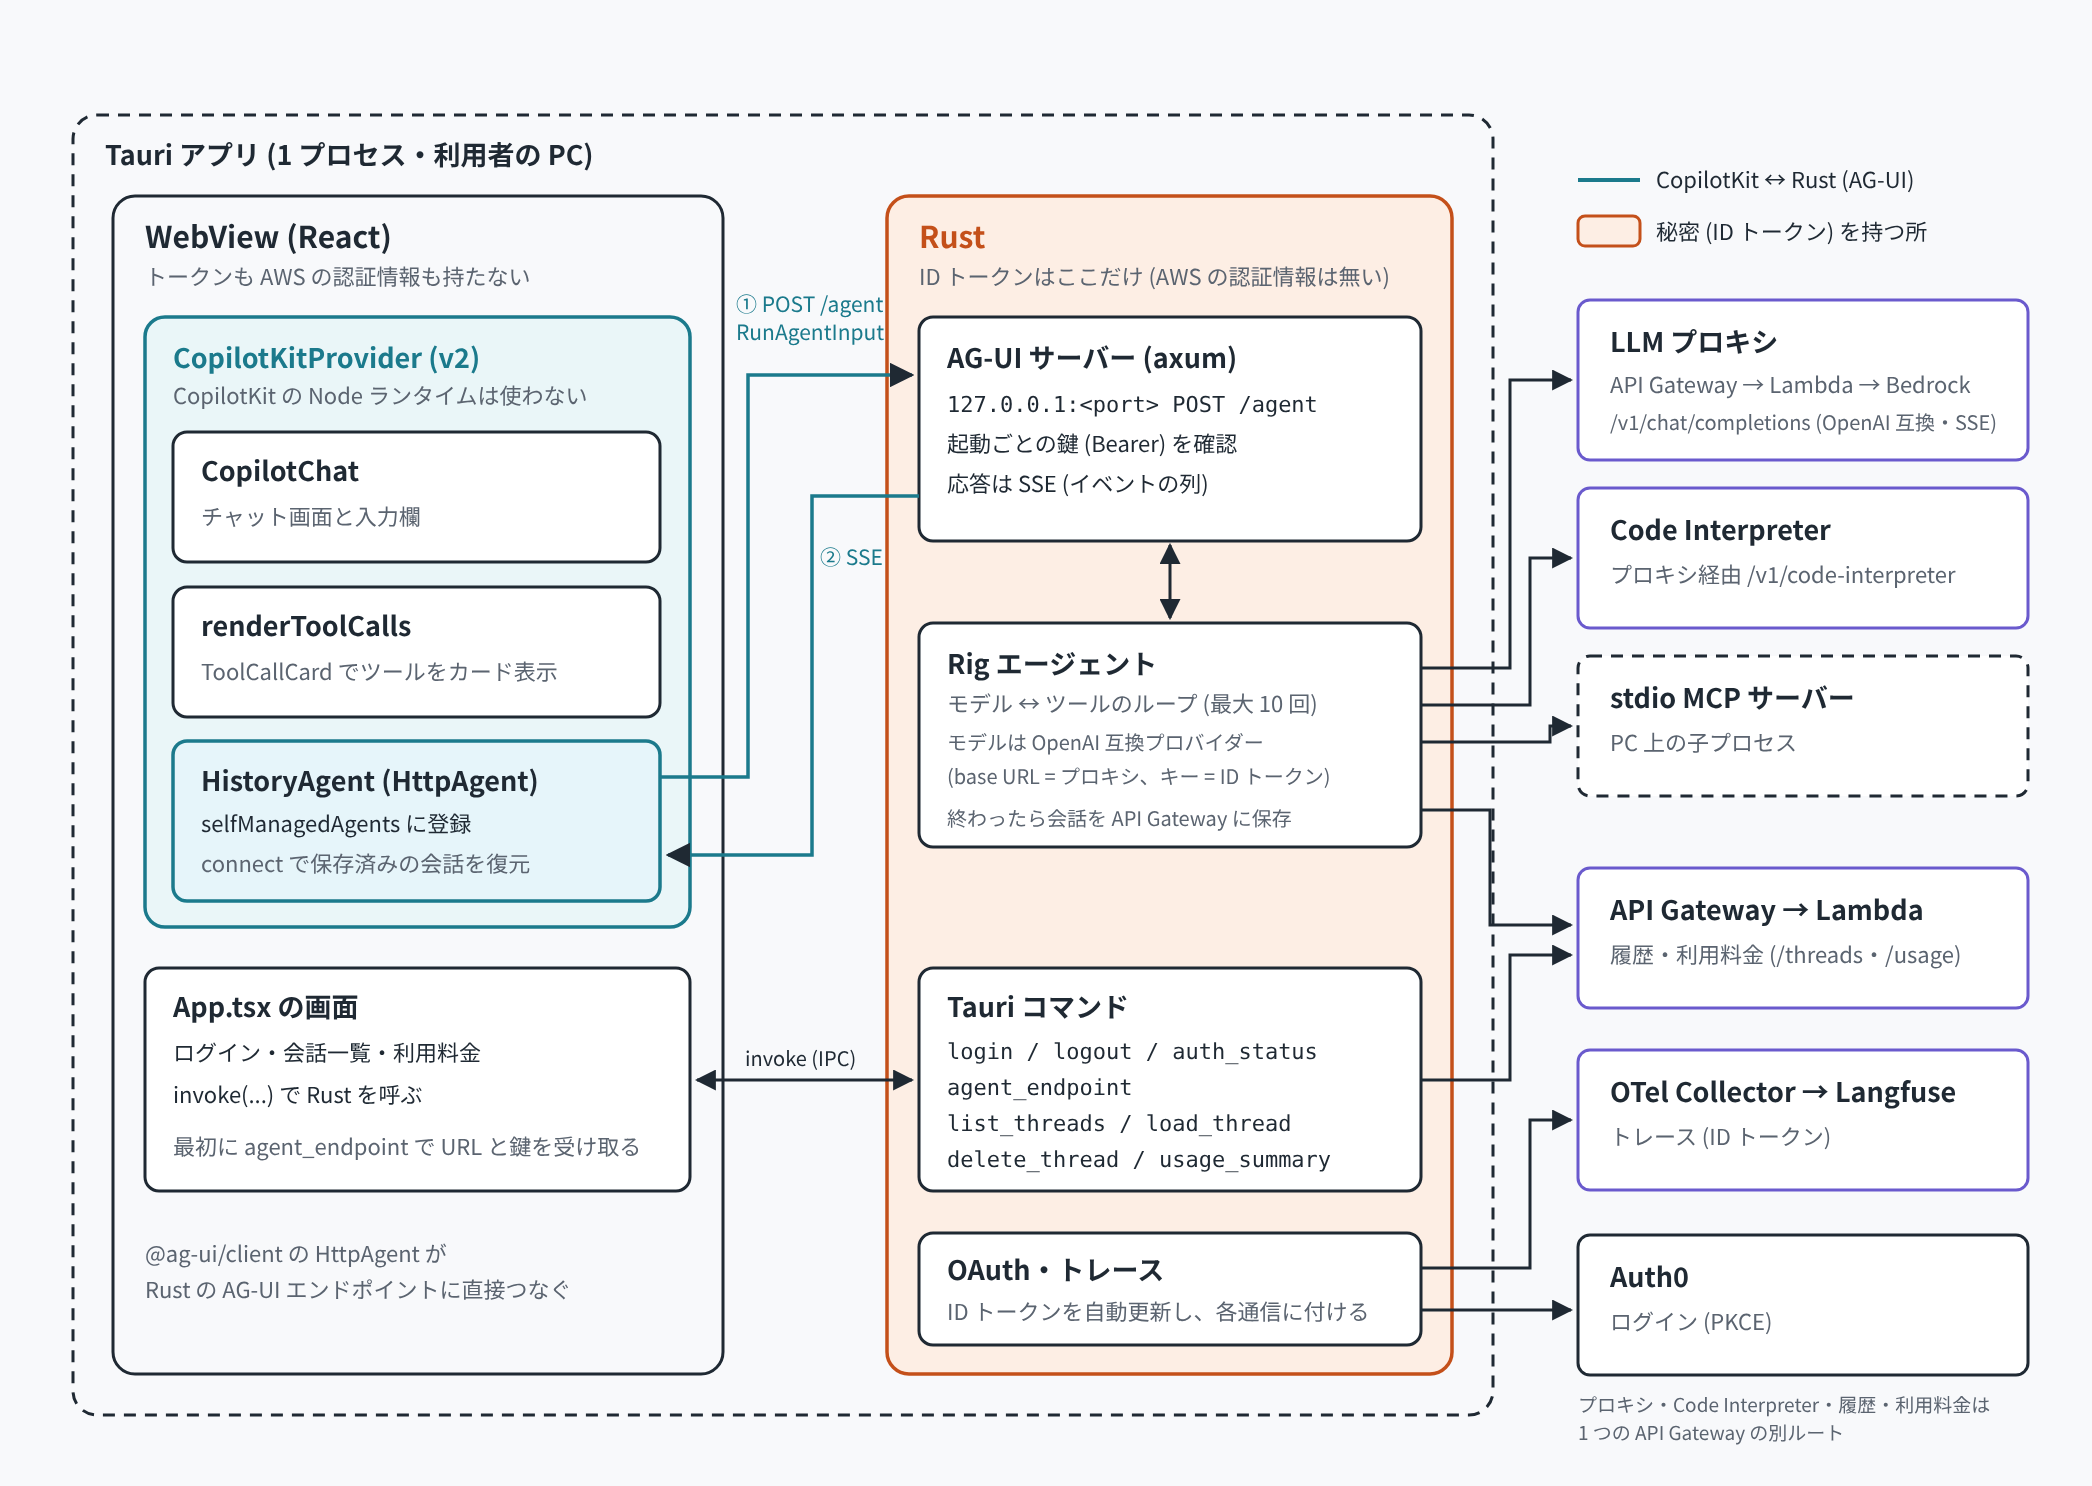 Tauri アプリ (1 プロセス・利用者の PC)
WebView (React)
トークンも AWS の認証情報も持たない
CopilotKitProvider (v2)
CopilotKit の Node ランタイムは使わない
CopilotChat
チャット画面と入力欄
renderToolCalls
ToolCallCard でツールをカード表示
HistoryAgent (HttpAgent)
selfManagedAgents に登録
connect で保存済みの会話を復元
App.tsx の画面
ログイン・会話一覧・利用料金
invoke(...) で Rust を呼ぶ
最初に agent_endpoint で URL と鍵を受け取る
@ag-ui/client の HttpAgent が
Rust の AG-UI エンドポイントに直接つなぐ
① POST /agent
RunAgentInput
② SSE
invoke (IPC)
Rust
ID トークンはここだけ (AWS の認証情報は無い)
AG-UI サーバー (axum)
127.0.0.1:<port> POST /agent
起動ごとの鍵 (Bearer) を確認
応答は SSE (イベントの列)
Rig エージェント
モデル ↔ ツールのループ (最大 10 回)
モデルは OpenAI 互換プロバイダー
(base URL = プロキシ、キー = ID トークン)
終わったら会話を API Gateway に保存
Tauri コマンド
login / logout / auth_status
agent_endpoint
list_threads / load_thread
delete_thread / usage_summary
OAuth・トレース
ID トークンを自動更新し、各通信に付ける
CopilotKit ↔ Rust (AG-UI)
秘密 (ID トークン) を持つ所
LLM プロキシ
API Gateway → Lambda → Bedrock
/v1/chat/completions (OpenAI 互換・SSE)
Code Interpreter
プロキシ経由 /v1/code-interpreter
stdio MCP サーバー
PC 上の子プロセス
API Gateway → Lambda
履歴・利用料金 (/threads・/usage)
OTel Collector → Langfuse
トレース (ID トークン)
Auth0
ログイン (PKCE)
プロキシ・Code Interpreter・履歴・利用料金は
1 つの API Gateway の別ルート